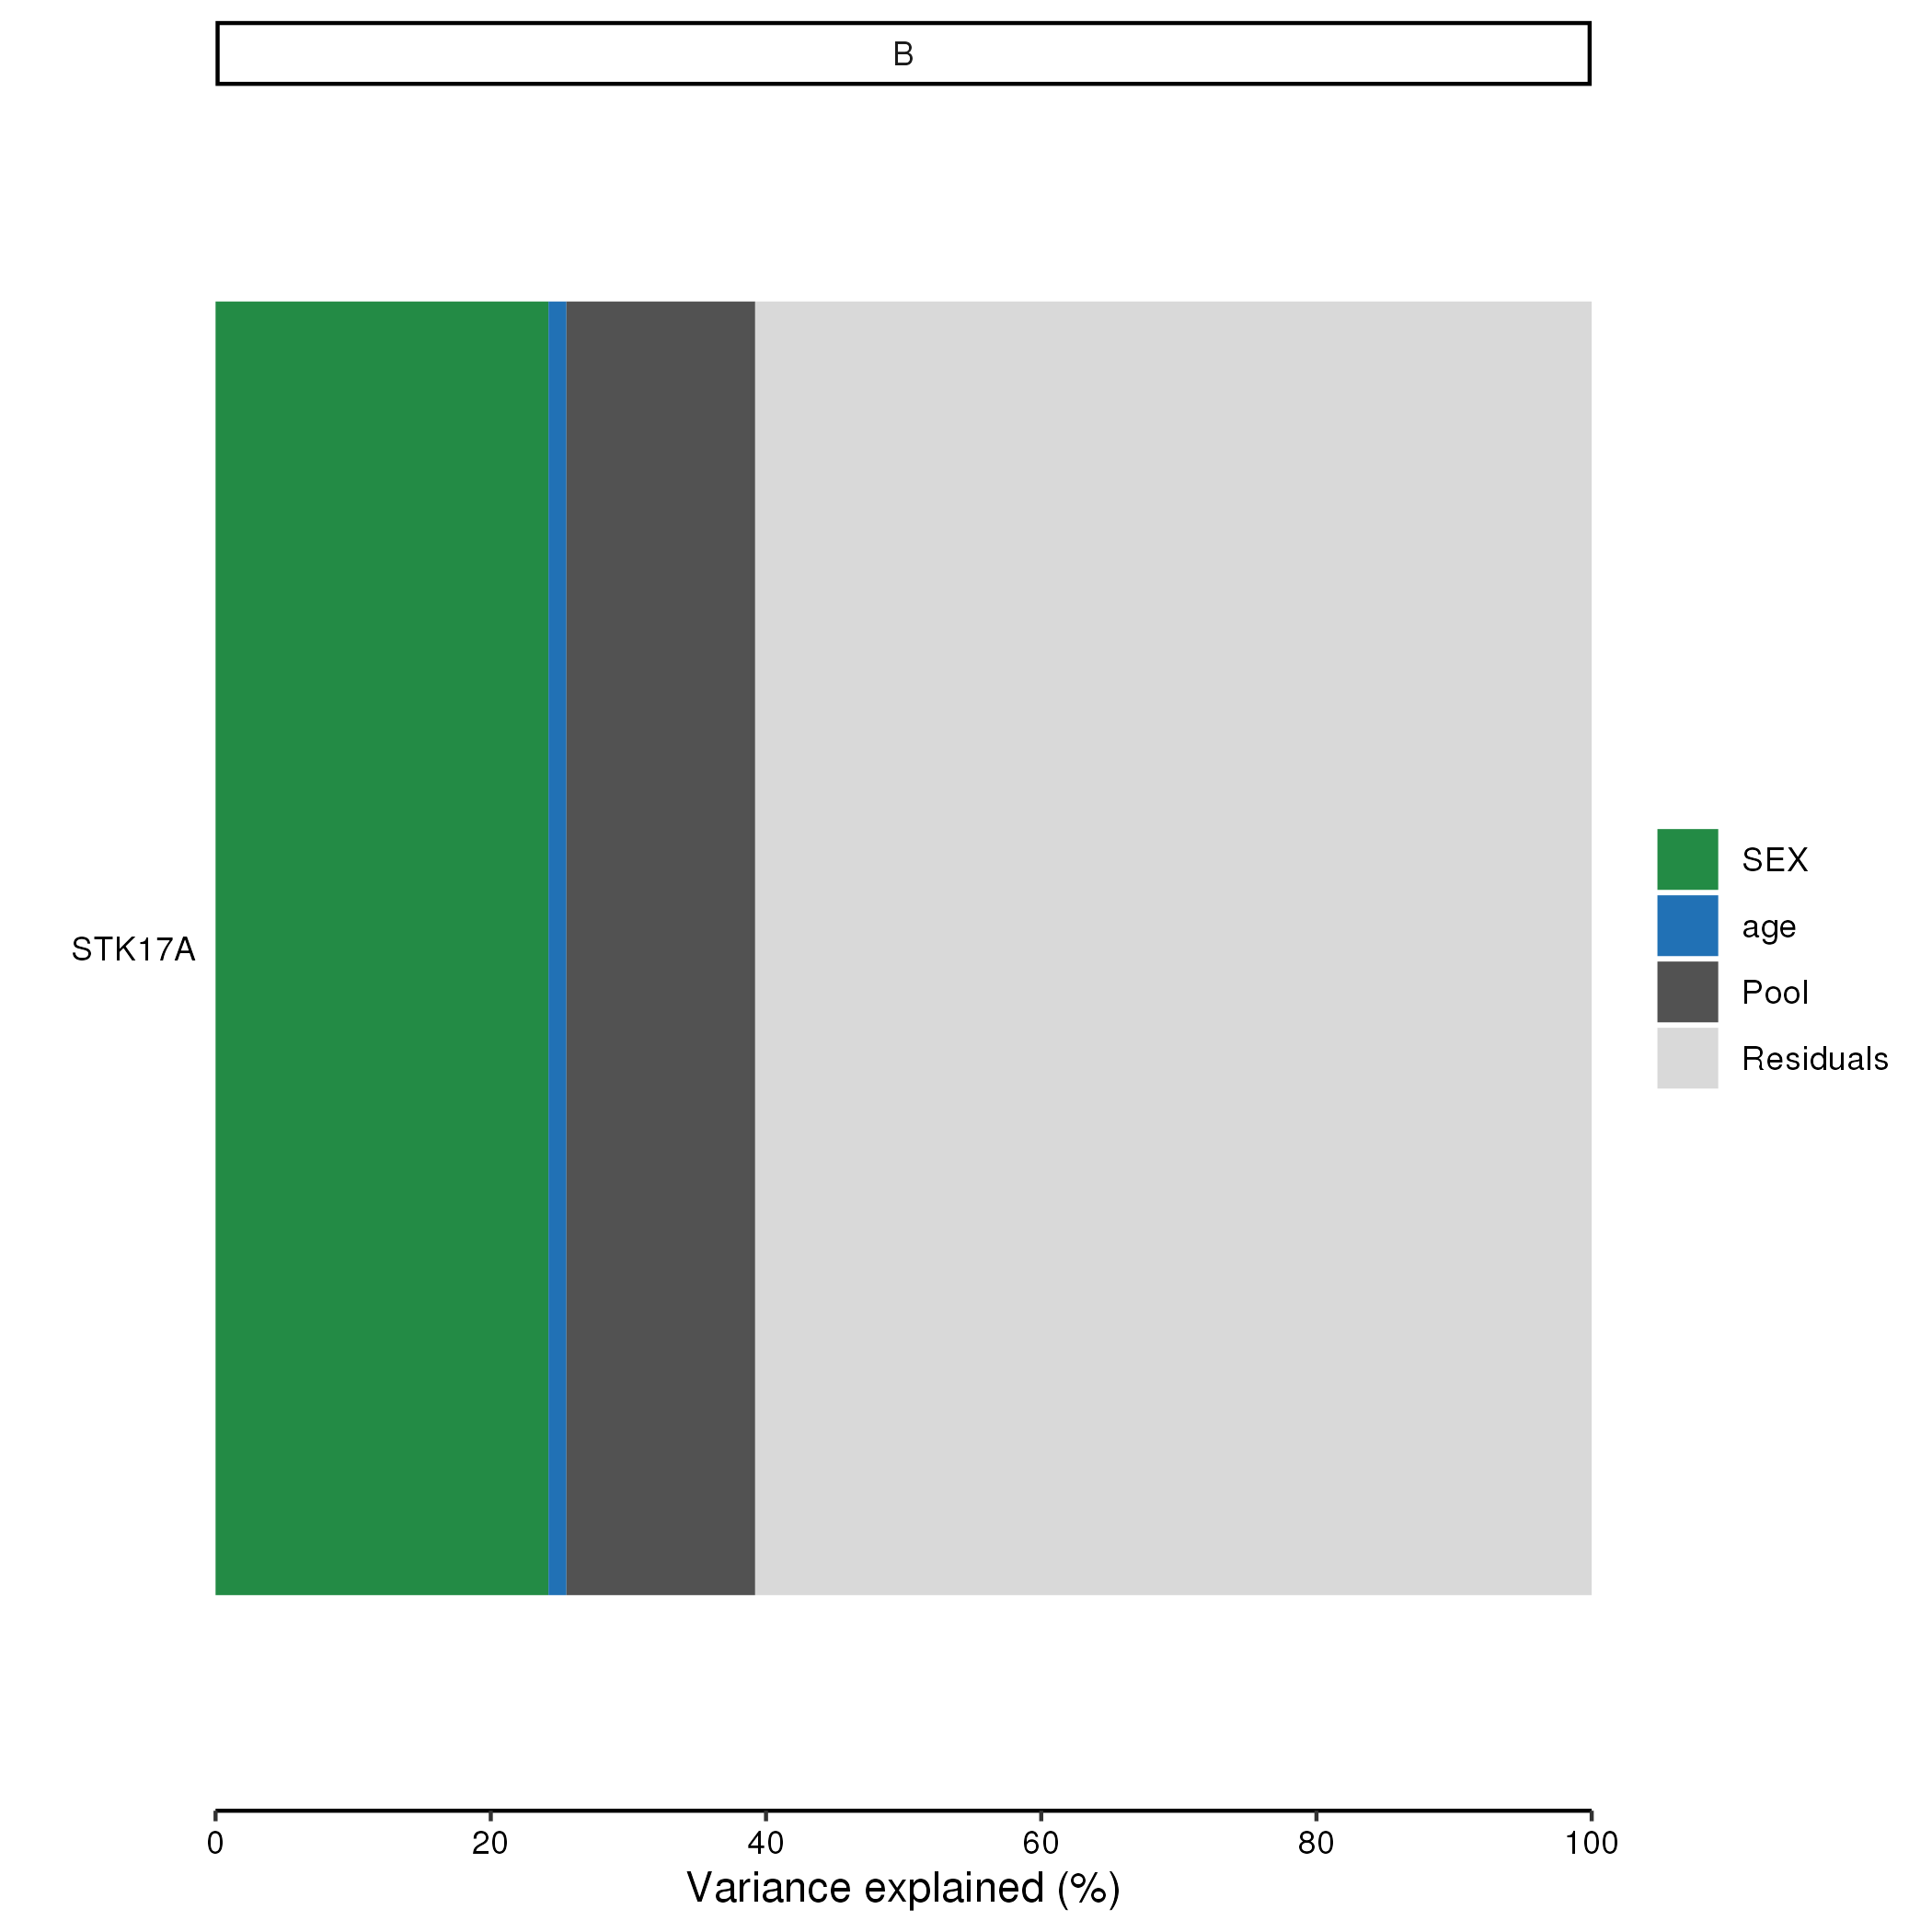 B
STK17A
SEX
age
Pool
Residuals
0 20 40 60 80 100
Variance explained (%)